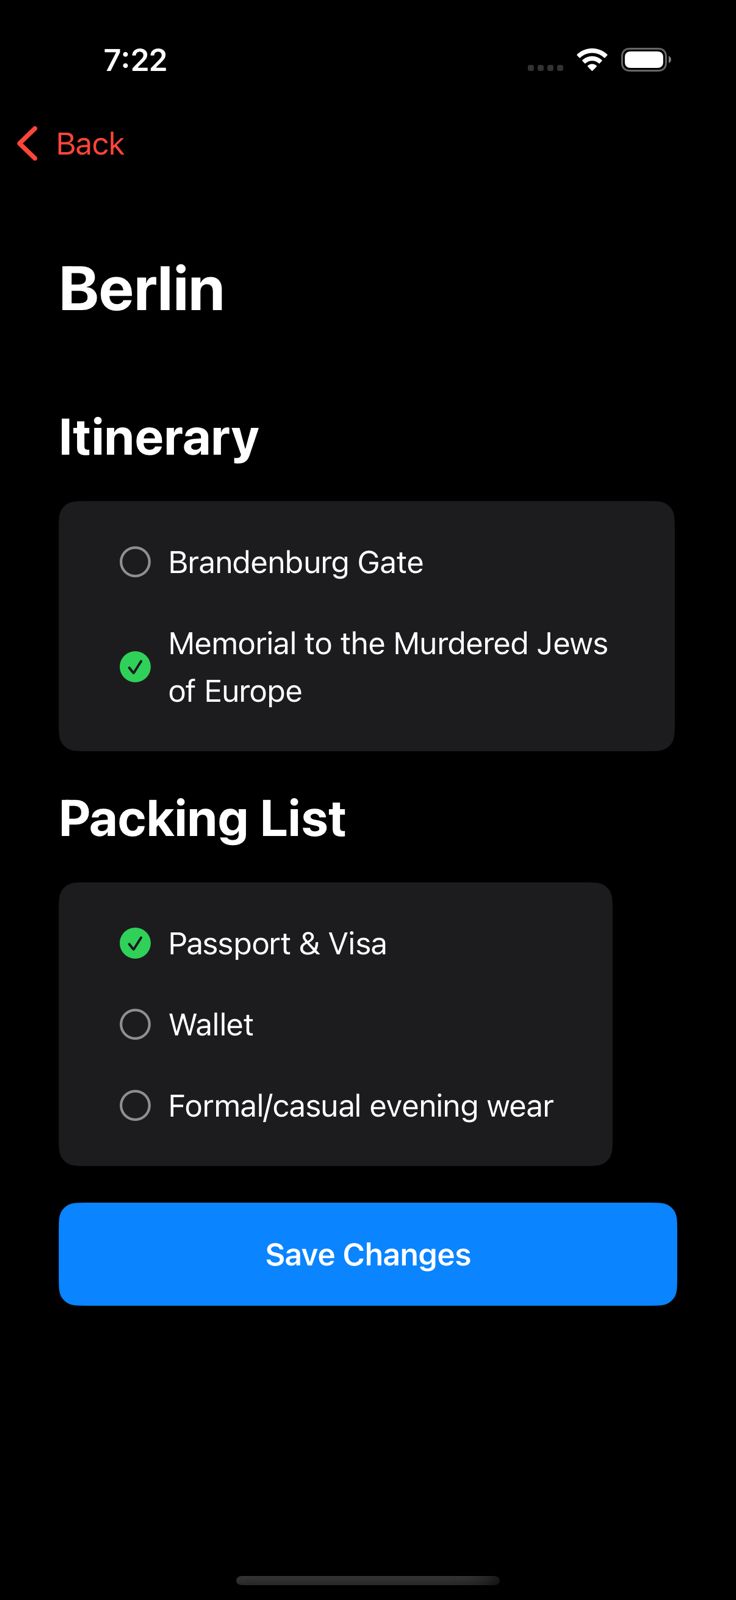 7:22
Back
Berlin
Itinerary
Brandenburg Gate
Memorial to the Murdered Jews
of Europe
Packing List
Passport & Visa
Wallet
Formal/casual evening wear
Save Changes